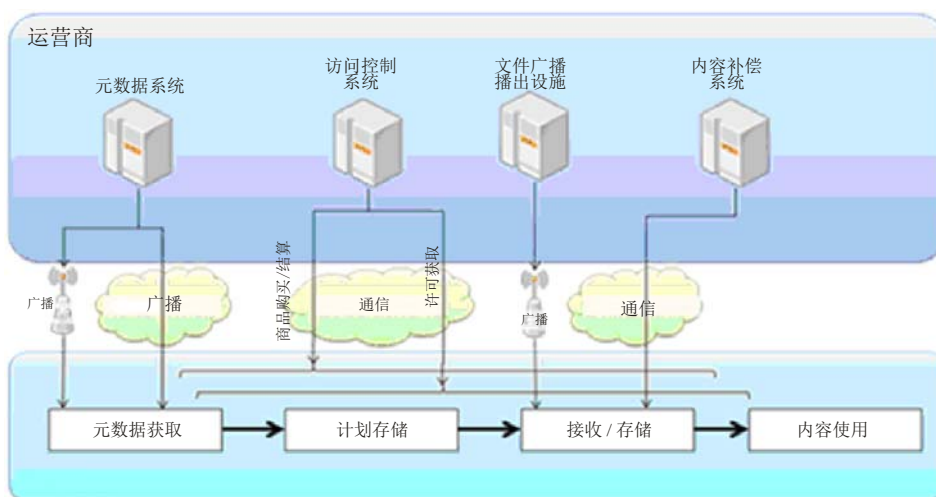 运营商
元数据系统
访问控制
系统
文件广播
播出设施
内容补偿
系统
商品购买/结算
许可获取
广播
广播
通信
广播
通信
元数据获取
计划存储
接收 / 存储
内容使用